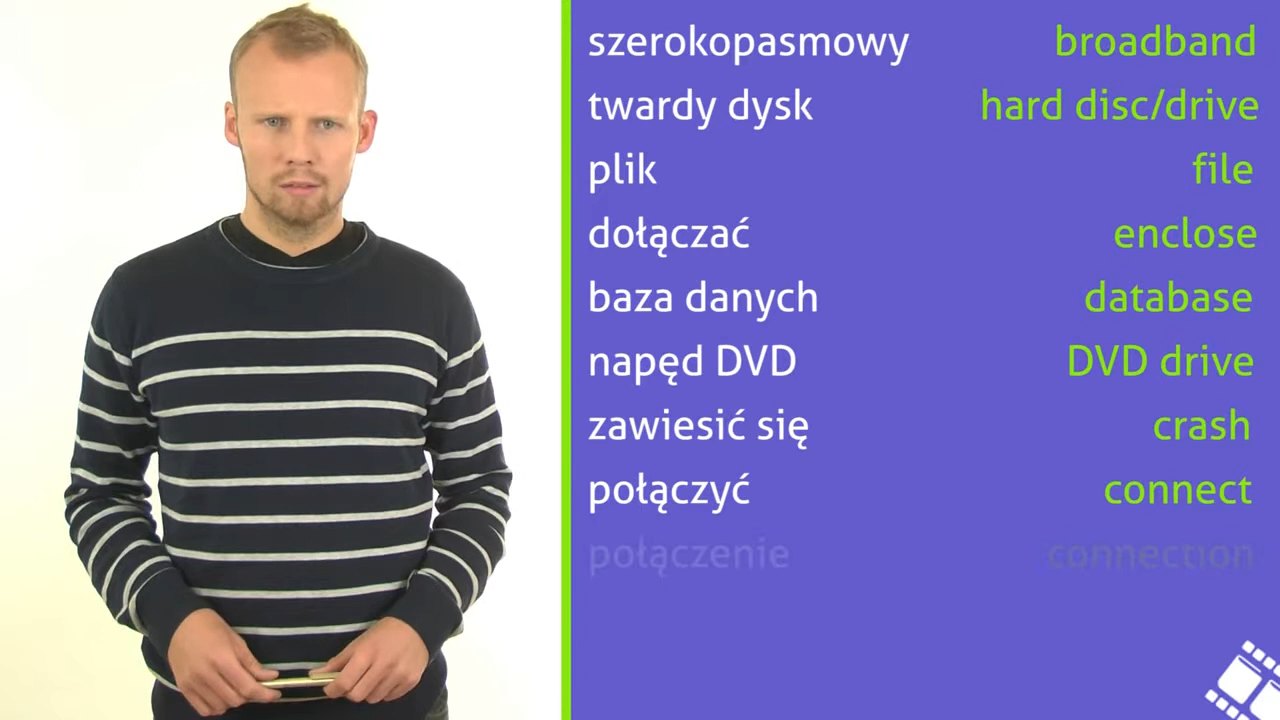 szerokopasmowy broadband
twardy dysk hard disc/drive
plik file
dołączać enclose
baza danych database
napęd DVD DVD drive
zawiesić się crash
połączyć connect
połączenie connection